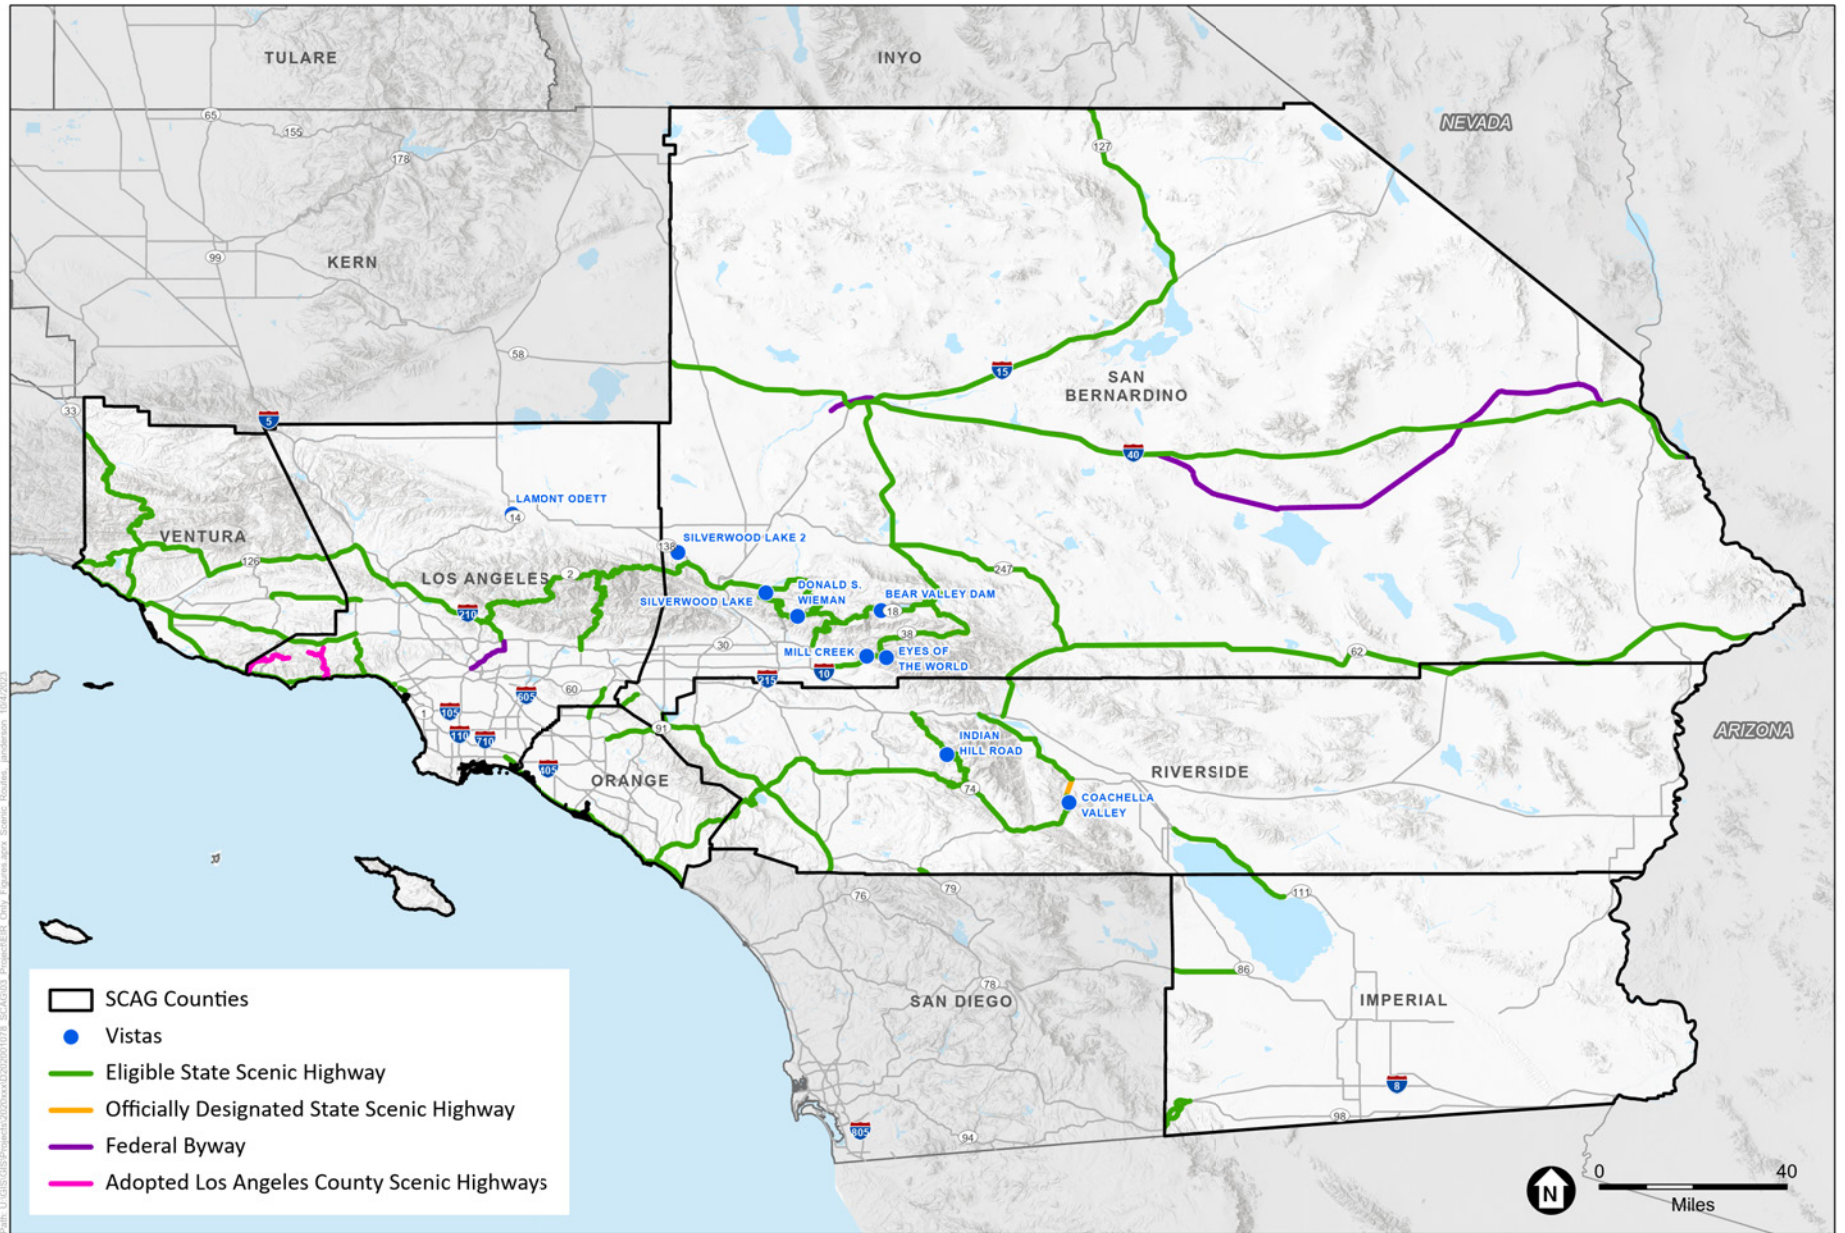 TULARE
INYO
NEVADA
65
155
127
178
99
KERN
58
15
SAN
BERNARDINO
33
5
40
LAMONT ODETT
14
VENTURA
138
SILVERWOOD LAKE 2
126
LOS ANGELES
2
247
DONALD S.
WIEMAN
SILVERWOOD LAKE
BEAR VALLEY DAM
18
210
38
30
MILL CREEK
EYES OF
THE WORLD
62
10
215
60
605
1
105
91
110
710
INDIAN
HILL ROAD
ARIZONA
405
ORANGE
RIVERSIDE
74
COACHELLA
VALLEY
76
79
111
86
78
SAN DIEGO
IMPERIAL
8
98
805
94
SCAG Counties
Vistas
Eligible State Scenic Highway
Officially Designated State Scenic Highway
Federal Byway
Adopted Los Angeles County Scenic Highways
N
0 40
Miles